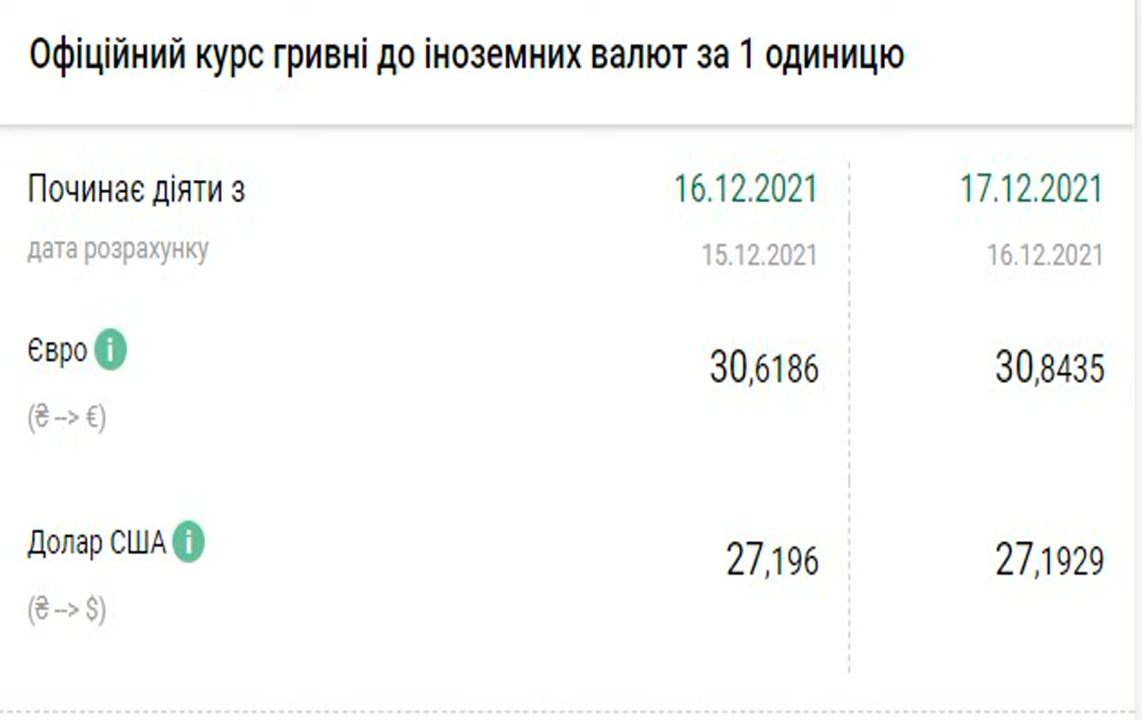 Офіційний курс гривні до іноземних валют за 1 одиницю
Починає діяти з 16.12.2021 17.12.2021
дата розрахунку 15.12.2021 16.12.2021
Євро i 30,6186 30,8435
(₴ --> €)
Долар США i 27,196 27,1929
(₴ --> $)